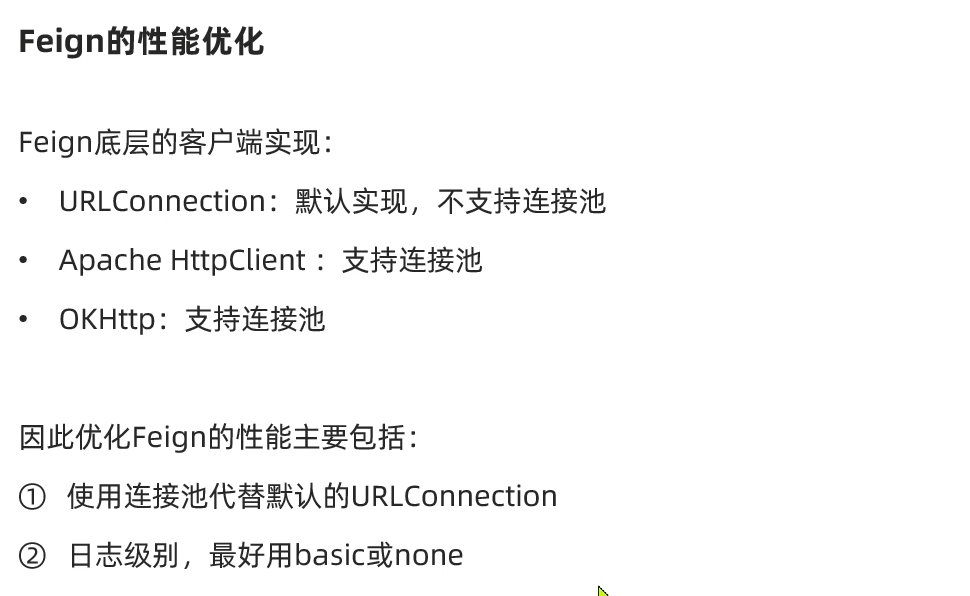 Feign的性能优化
Feign底层的客户端实现：
• URLConnection：默认实现，不支持连接池
• Apache HttpClient ：支持连接池
• OKHttp：支持连接池
因此优化Feign的性能主要包括：
① 使用连接池代替默认的URLConnection
② 日志级别，最好用basic或none